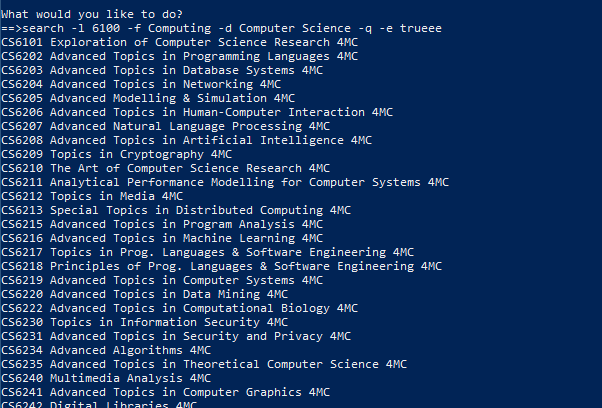 What would you like to do?
==>search -l 6100 -f Computing -d Computer Science -q -e trueee
CS6101 Exploration of Computer Science Research 4MC
CS6202 Advanced Topics in Programming Languages 4MC
CS6203 Advanced Topics in Database Systems 4MC
CS6204 Advanced Topics in Networking 4MC
CS6205 Advanced Modelling & Simulation 4MC
CS6206 Advanced Topics in Human-Computer Interaction 4MC
CS6207 Advanced Natural Language Processing 4MC
CS6208 Advanced Topics in Artificial Intelligence 4MC
CS6209 Topics in Cryptography 4MC
CS6210 The Art of Computer Science Research 4MC
CS6211 Analytical Performance Modelling for Computer Systems 4MC
CS6212 Topics in Media 4MC
CS6213 Special Topics in Distributed Computing 4MC
CS6215 Advanced Topics in Program Analysis 4MC
CS6216 Advanced Topics in Machine Learning 4MC
CS6217 Topics in Prog. Languages & Software Engineering 4MC
CS6218 Principles of Prog. Languages & Software Engineering 4MC
CS6219 Advanced Topics in Computer Systems 4MC
CS6220 Advanced Topics in Data Mining 4MC
CS6222 Advanced Topics in Computational Biology 4MC
CS6230 Topics in Information Security 4MC
CS6231 Advanced Topics in Security and Privacy 4MC
CS6234 Advanced Algorithms 4MC
CS6235 Advanced Topics in Theoretical Computer Science 4MC
CS6240 Multimedia Analysis 4MC
CS6241 Advanced Topics in Computer Graphics 4MC
CS6242 Digital Libraries 4MC